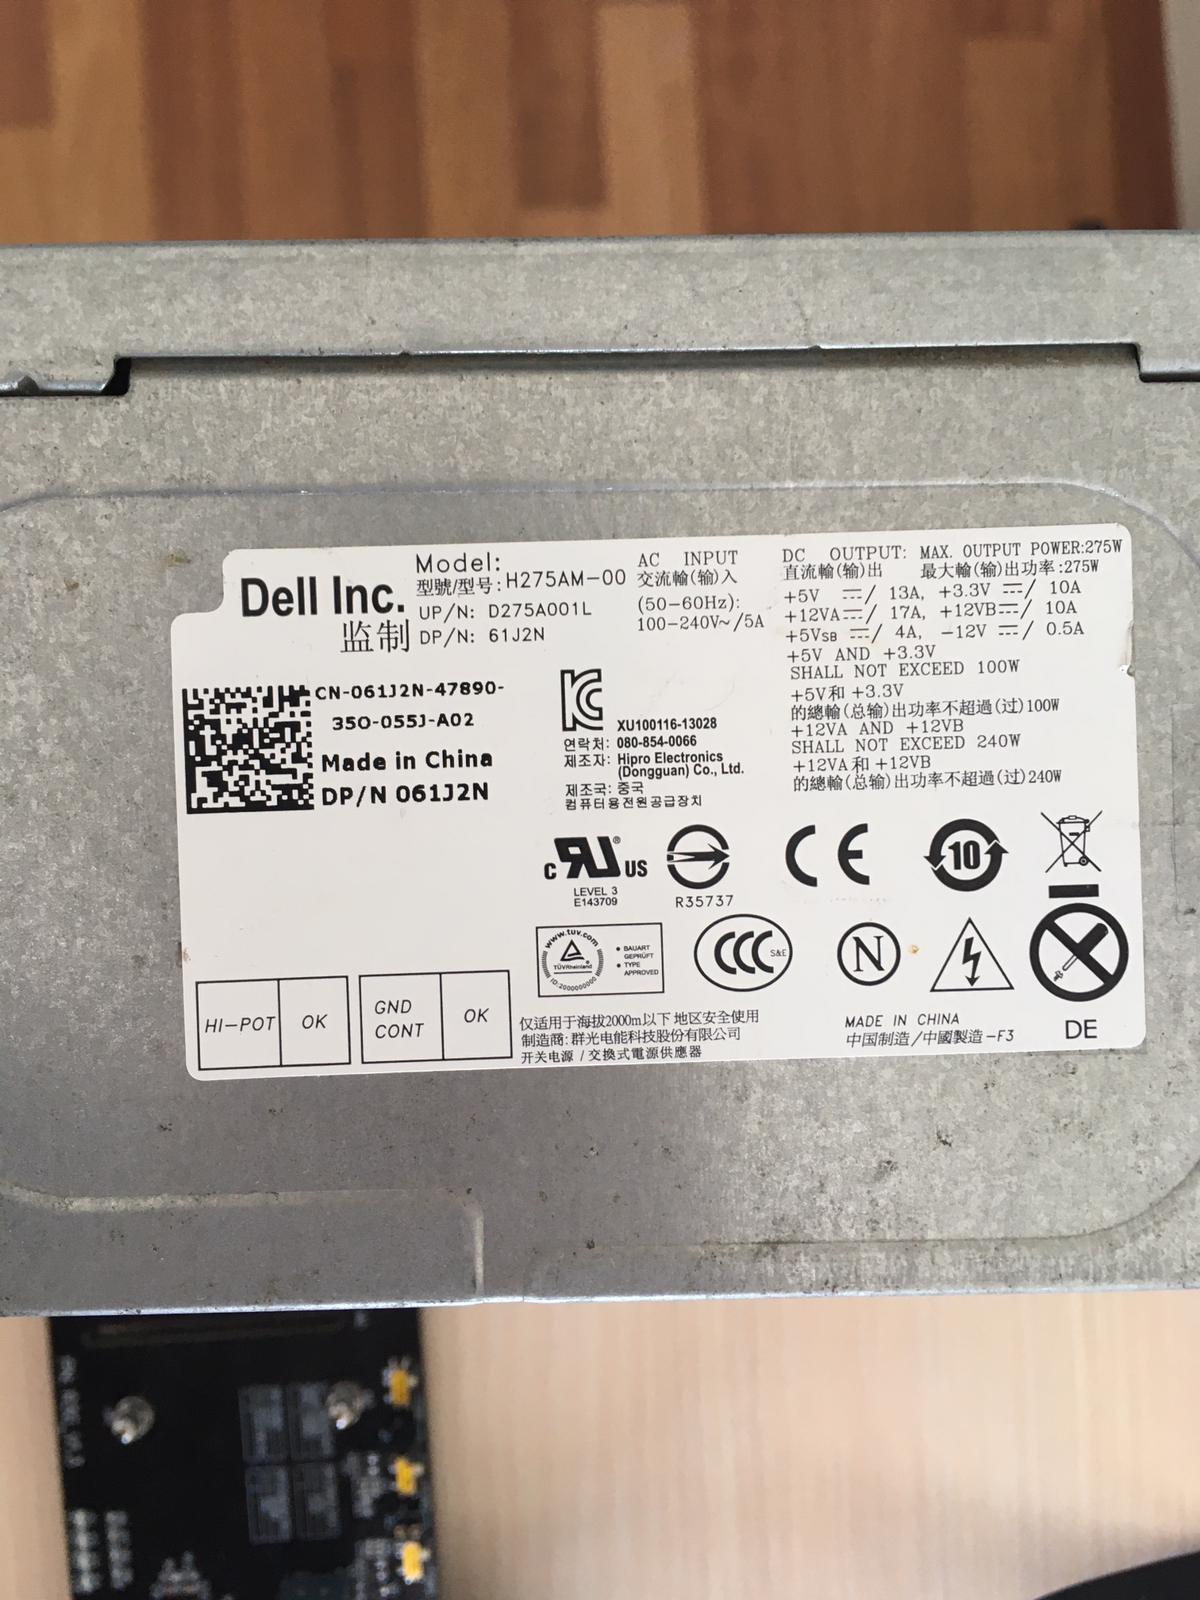 Dell Inc.
监制
Model:
型號/型号: H275AM-00
UP/N: D275A001L
DP/N: 61J2N
AC INPUT
交流輸(输)入
(50-60Hz):
100-240V~/5A
DC OUTPUT: MAX. OUTPUT POWER:275W
直流輸(输)出 最大輸(输)出功率:275W
+5V ⎓/ 13A, +3.3V ⎓/ 10A
+12VA⎓/ 17A, +12VB⎓/ 10A
+5VSB ⎓/ 4A, -12V ⎓/ 0.5A
+5V AND +3.3V
SHALL NOT EXCEED 100W
+5V和 +3.3V
的總輸(总输)出功率不超過(过)100W
+12VA AND +12VB
SHALL NOT EXCEED 240W
+12VA和 +12VB
的總輸(总输)出功率不超過(过)240W
CN-061J2N-47890-
35O-055J-A02
Made in China
DP/N 061J2N
XU100116-13028
연락처: 080-854-0066
제조자: Hipro Electronics
(Dongguan) Co., Ltd.
제조국: 중국
컴퓨터용전원공급장치
c RU® US
LEVEL 3
E143709
R35737
CE
10
www.tuv.com
TÜVRheinland
ID:2000000000
• BAUART
GEPRÜFT
• TYPE
APPROVED
CCC S&E
N
HI-POT OK
GND
CONT OK
仅适用于海拔2000m以下 地区安全使用
制造商: 群光电能科技股份有限公司
开关电源 / 交換式電源供應器
MADE IN CHINA
中国制造/中國製造-F3
DE